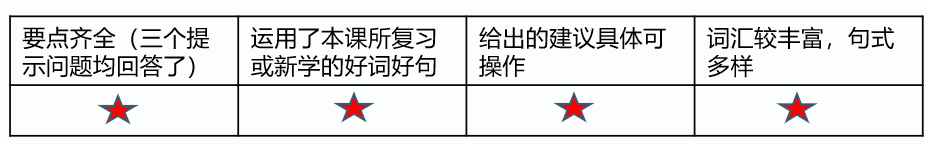 要点齐全（三个提
示问题均回答了）
运用了本课所复习
或新学的好词好句
给出的建议具体可
操作
词汇较丰富，句式
多样